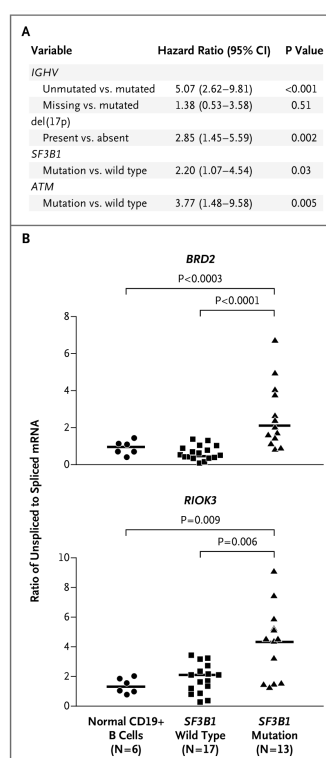 A
Variable Hazard Ratio (95% CI) P Value
IGHV
Unmutated vs. mutated 5.07 (2.62–9.81) <0.001
Missing vs. mutated 1.38 (0.53–3.58) 0.51
del(17p)
Present vs. absent 2.85 (1.45–5.59) 0.002
SF3B1
Mutation vs. wild type 2.20 (1.07–4.54) 0.03
ATM
Mutation vs. wild type 3.77 (1.48–9.58) 0.005
B
BRD2
P<0.0003
P<0.0001
8
6
4
2
0
Ratio of Unspliced to Spliced mRNA
RIOK3
P=0.009
P=0.006
10
8
6
4
2
0
Normal CD19+ SF3B1 SF3B1
B Cells Wild Type Mutation
(N=6) (N=17) (N=13)